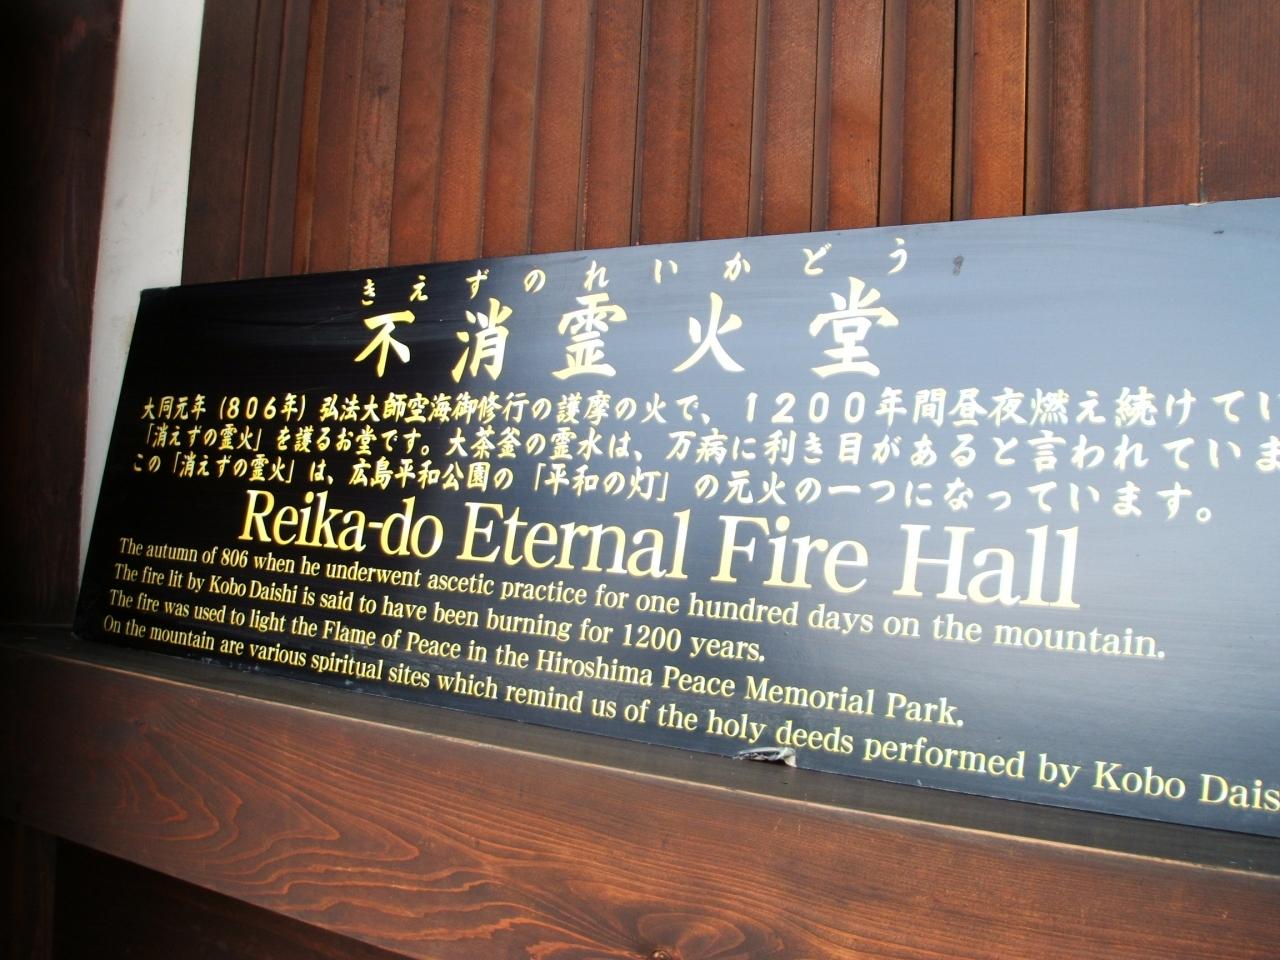 きえずのれいかどう
不消霊火堂
大同元年（806年）弘法大師空海御修行の護摩の火で、1200年間昼夜燃え続けてい
「消えずの霊火」を護るお堂です。大茶釜の霊水は、万病に利き目があると言われていま
この「消えずの霊火」は、広島平和公園の「平和の灯」の元火の一つになっています。
Reika-do Eternal Fire Hall
The autumn of 806 when he underwent ascetic practice for one hundred days on the mountain.
The fire lit by Kobo Daishi is said to have been burning for 1200 years.
The fire was used to light the Flame of Peace in the Hiroshima Peace Memorial Park.
On the mountain are various spiritual sites which remind us of the holy deeds performed by Kobo Dais